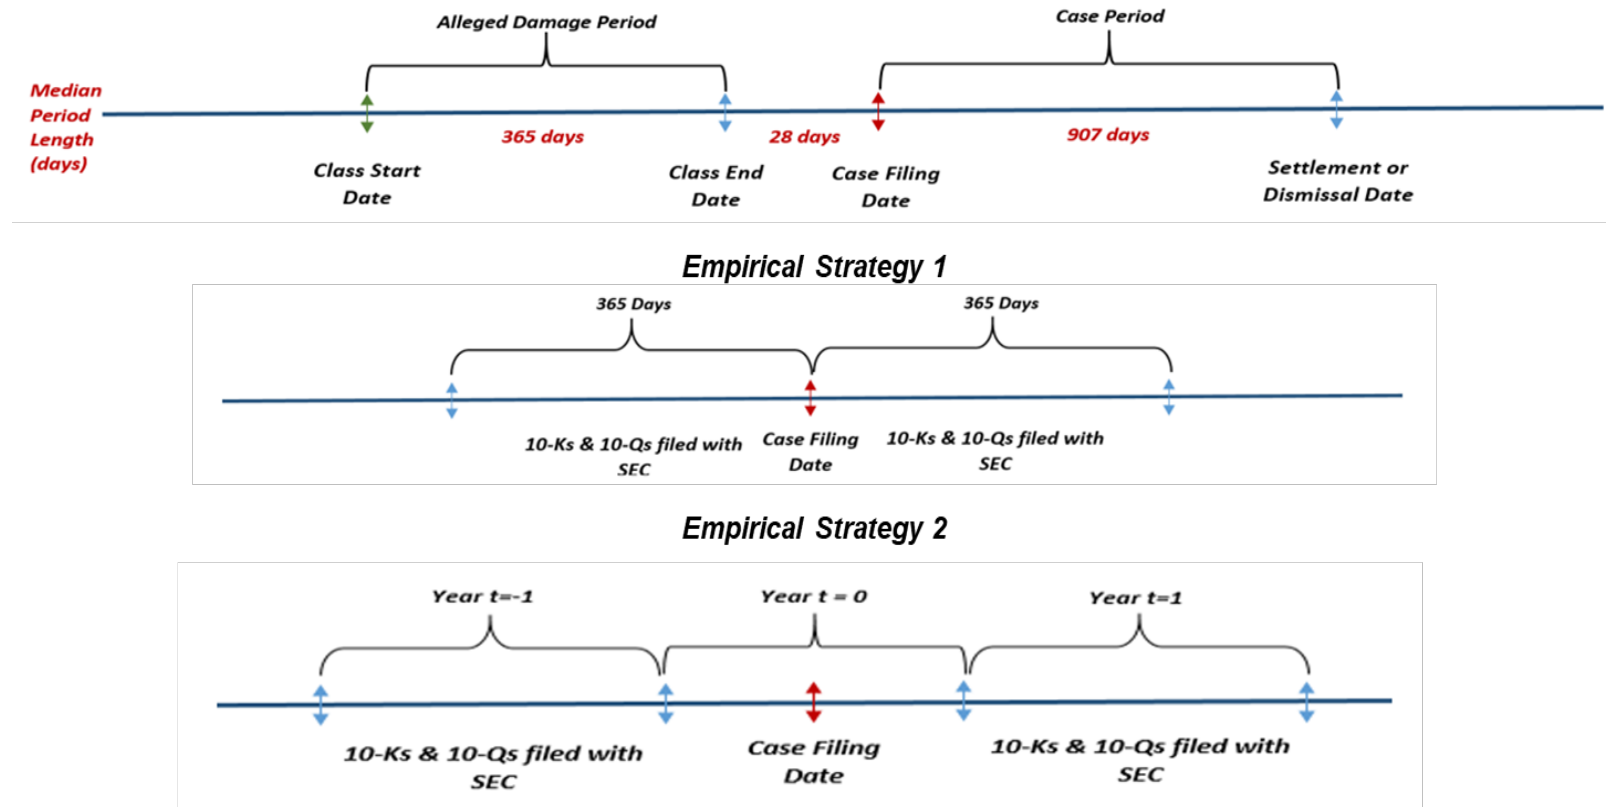 Alleged Damage Period
Case Period
Median
Period
Length
(days)
365 days
28 days
907 days
Class Start
Date
Class End
Date
Case Filing
Date
Settlement or
Dismissal Date
Empirical Strategy 1
365 Days
365 Days
10-Ks & 10-Qs filed with
SEC
Case Filing
Date
10-Ks & 10-Qs filed with
SEC
Empirical Strategy 2
Year t=-1
Year t = 0
Year t=1
10-Ks & 10-Qs filed with
SEC
Case Filing
Date
10-Ks & 10-Qs filed with
SEC